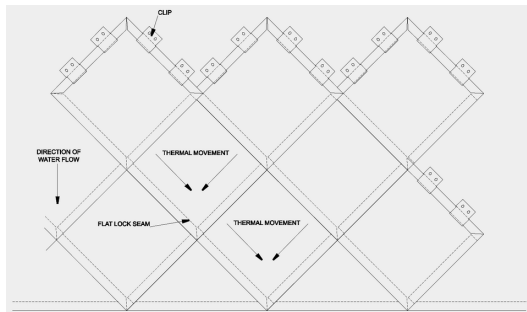 CLIP
DIRECTION OF
WATER FLOW
THERMAL MOVEMENT
FLAT LOCK SEAM
THERMAL MOVEMENT